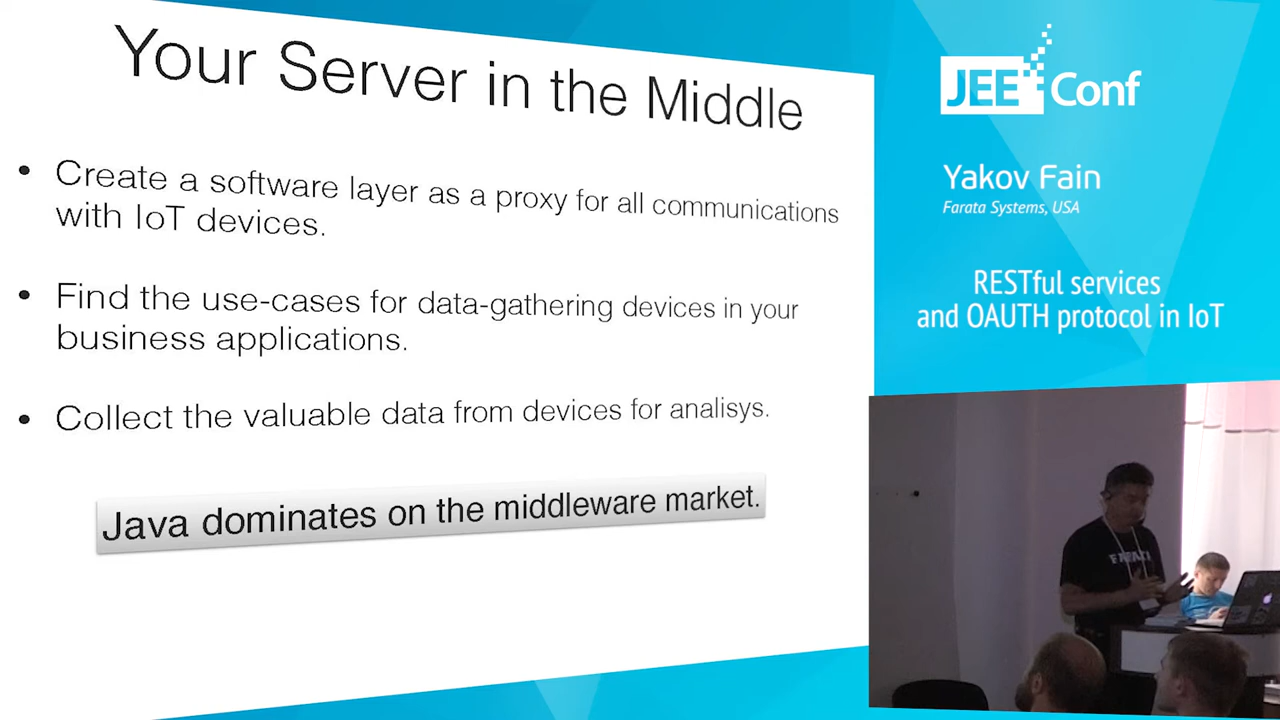 Your Server in the Middle
• Create a software layer as a proxy for all communications
with IoT devices.
• Find the use-cases for data-gathering devices in your
business applications.
• Collect the valuable data from devices for analisys.
Java dominates on the middleware market.
JEE Conf
Yakov Fain
Farata Systems, USA
RESTful services
and OAUTH protocol in IoT